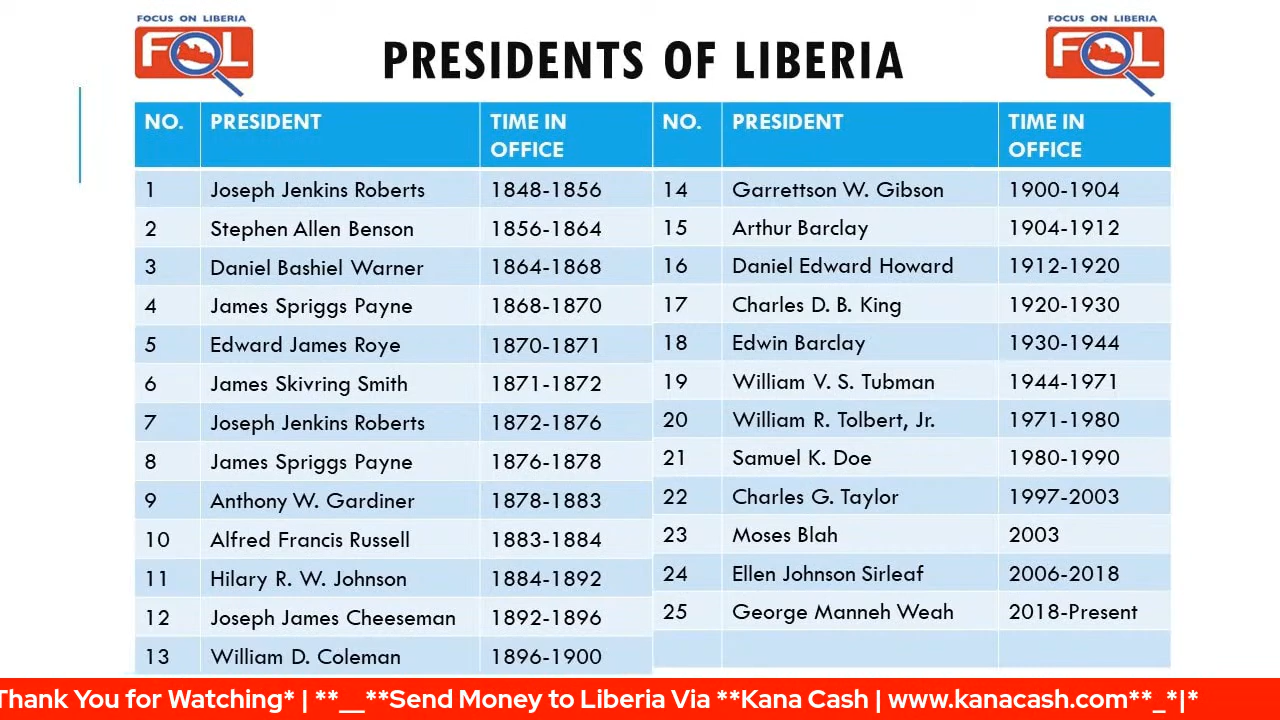 FOCUS ON LIBERIA
FOL
PRESIDENTS OF LIBERIA
FOCUS ON LIBERIA
FOL
NO. PRESIDENT TIME IN OFFICE NO. PRESIDENT TIME IN OFFICE
1 Joseph Jenkins Roberts 1848-1856 14 Garrettson W. Gibson 1900-1904
2 Stephen Allen Benson 1856-1864 15 Arthur Barclay 1904-1912
3 Daniel Bashiel Warner 1864-1868 16 Daniel Edward Howard 1912-1920
4 James Spriggs Payne 1868-1870 17 Charles D. B. King 1920-1930
5 Edward James Roye 1870-1871 18 Edwin Barclay 1930-1944
6 James Skivring Smith 1871-1872 19 William V. S. Tubman 1944-1971
7 Joseph Jenkins Roberts 1872-1876 20 William R. Tolbert, Jr. 1971-1980
8 James Spriggs Payne 1876-1878 21 Samuel K. Doe 1980-1990
9 Anthony W. Gardiner 1878-1883 22 Charles G. Taylor 1997-2003
10 Alfred Francis Russell 1883-1884 23 Moses Blah 2003
11 Hilary R. W. Johnson 1884-1892 24 Ellen Johnson Sirleaf 2006-2018
12 Joseph James Cheeseman 1892-1896 25 George Manneh Weah 2018-Present
13 William D. Coleman 1896-1900
Thank You for Watching* | **__**Send Money to Liberia Via **Kana Cash | www.kanacash.com**_*|*